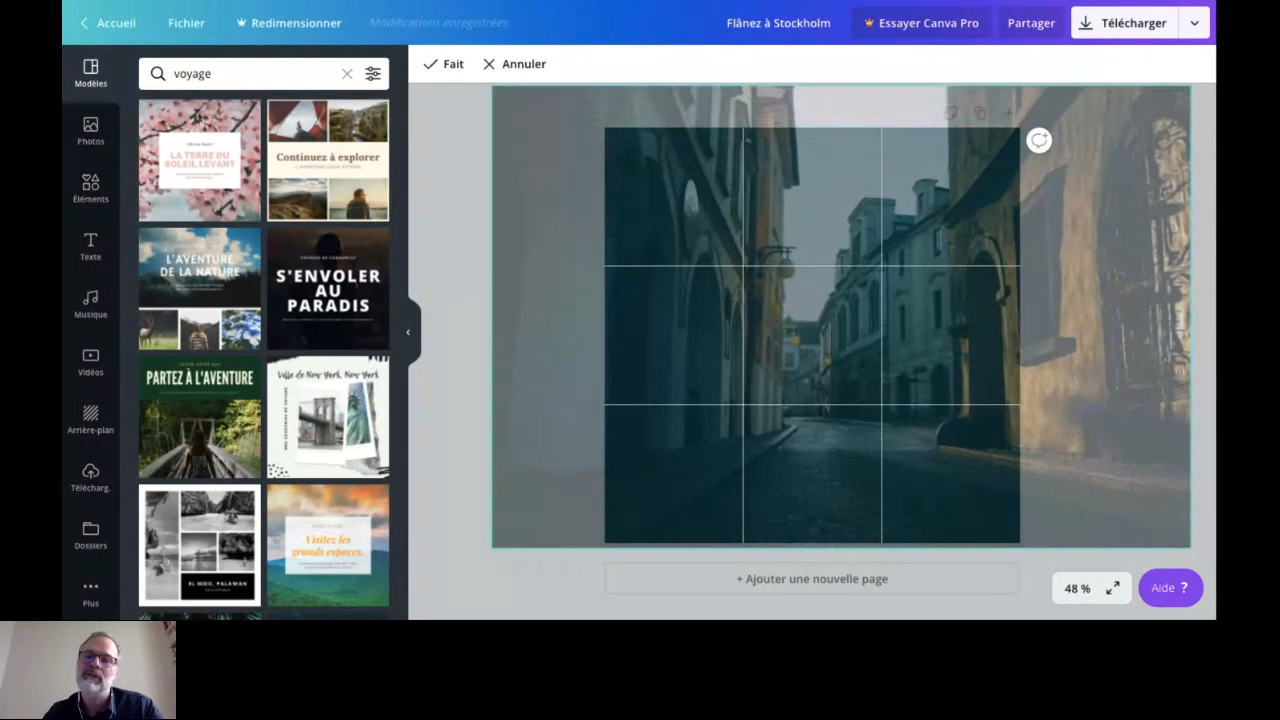 Accueil
Fichier
Redimensionner
Modifications enregistrées
Flânez à Stockholm
Essayer Canva Pro
Partager
Télécharger
Modèles
Photos
Éléments
Texte
Musique
Vidéos
Arrière-plan
Télécharg.
Dossiers
Plus
voyage
Fait
Annuler
LA TERRE DU
SOLEIL LEVANT
Continuez à explorer
L'AVENTURE
DE LA NATURE
S'ENVOLER
AU
PARADIS
PARTEZ À L'AVENTURE
Ville de New York, New York
EL NIDO, PALAWAN
Visitez les
grands espaces.
+ Ajouter une nouvelle page
48 %
Aide ?